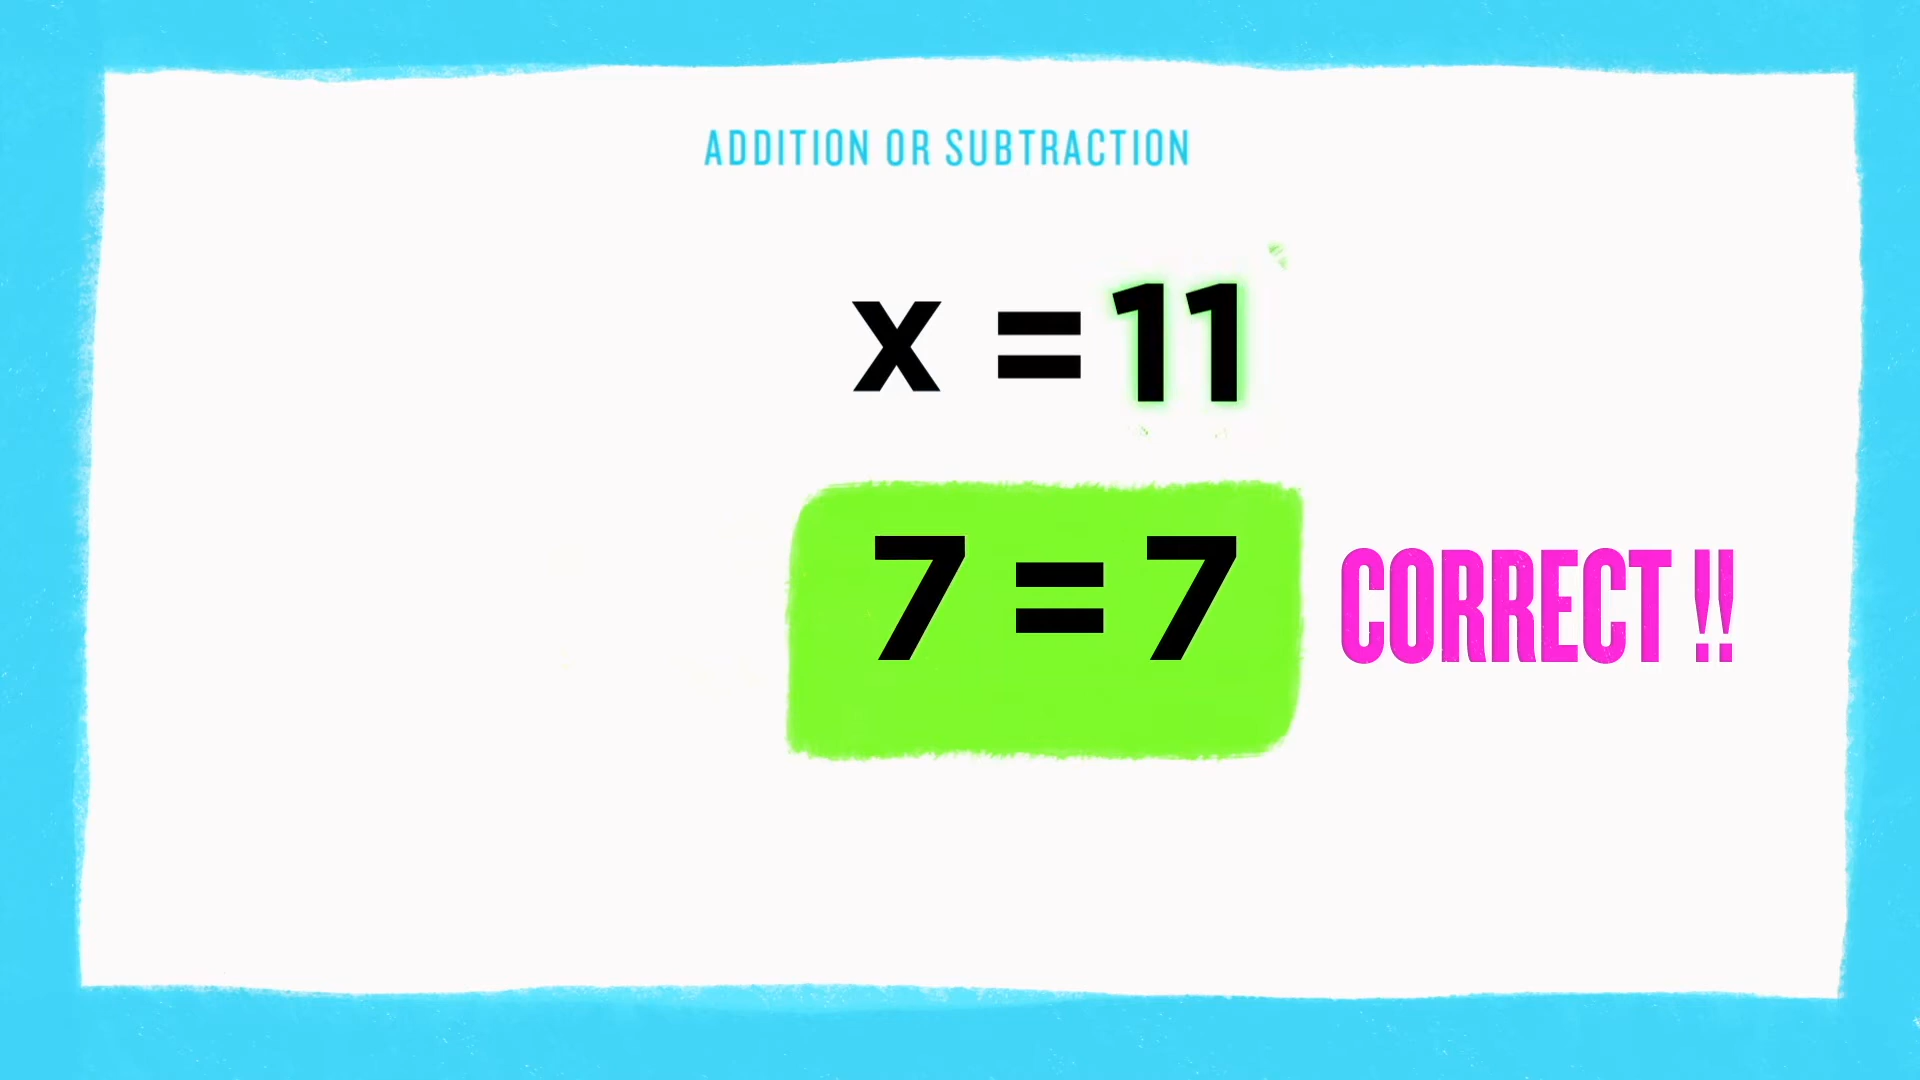 ADDITION OR SUBTRACTION
x = 11
7 = 7 CORRECT !!